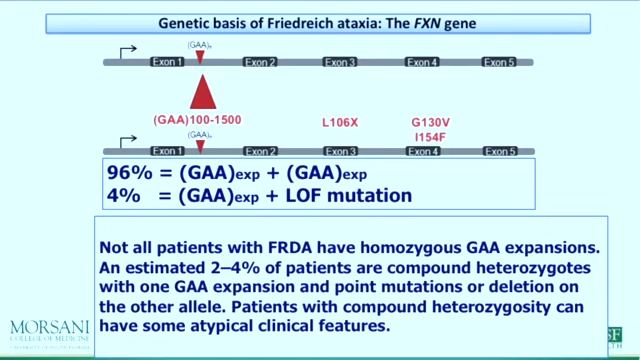 Genetic basis of Friedreich ataxia: The FXN gene
(GAA)n
Exon 1 Exon 2 Exon 3 Exon 4 Exon 5
(GAA)100-1500 L106X G130V
I154F
(GAA)n
Exon 1 Exon 2 Exon 3 Exon 4 Exon 5
96% = (GAA)exp + (GAA)exp
4% = (GAA)exp + LOF mutation
Not all patients with FRDA have homozygous GAA expansions.
An estimated 2–4% of patients are compound heterozygotes
with one GAA expansion and point mutations or deletion on
the other allele. Patients with compound heterozygosity can
have some atypical clinical features.
MORSANI
COLLEGE OF MEDICINE